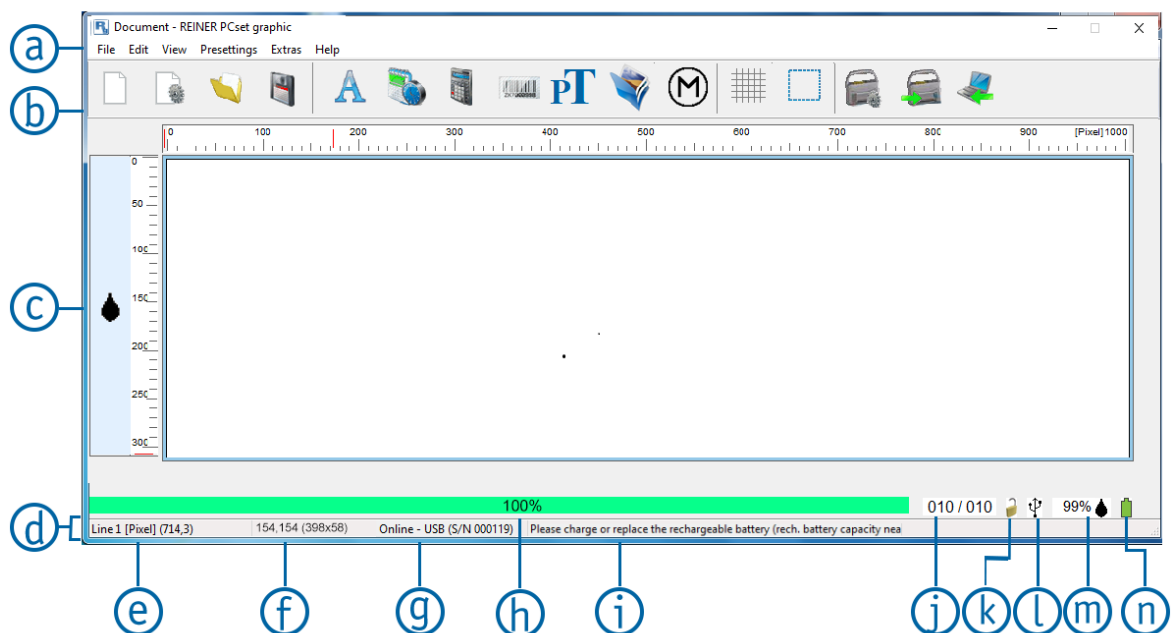 Document - REINER PCset graphic
a File Edit View Presettings Extras Help
b A PT M
0 100 200 300 400 500 600 700 800 900 [Pixel] 1000
0
50
100
150
c
200
250
300
100% 010 / 010 99%
d Line 1 [Pixel] (714,3) 154,154 (398x58) Online - USB (S/N 000119) Please charge or replace the rechargeable battery (rech. battery capacity nea
e f g h i j k l m n